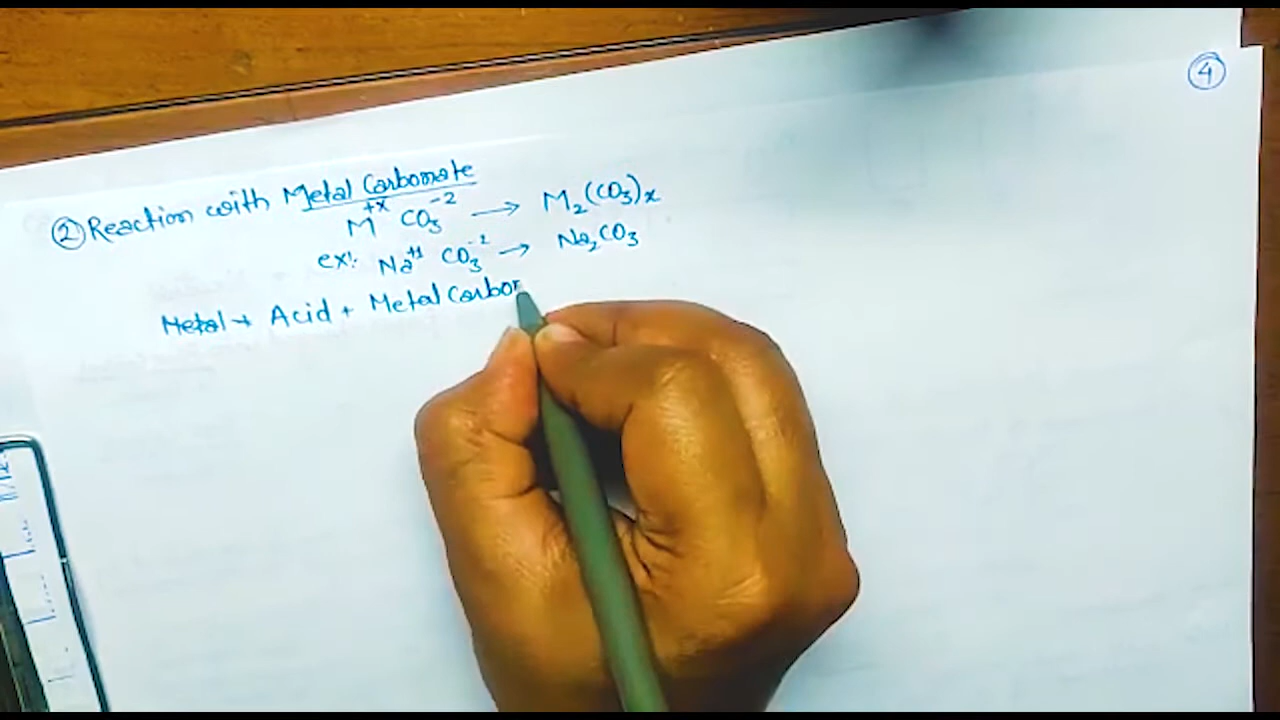 ④
② Reaction with Metal Carbonate
M⁺ˣ CO₃⁻² → M₂(CO₃)ₓ
ex: Na⁺¹ CO₃⁻² → Na₂CO₃
Metal + Acid + Metal Carbon